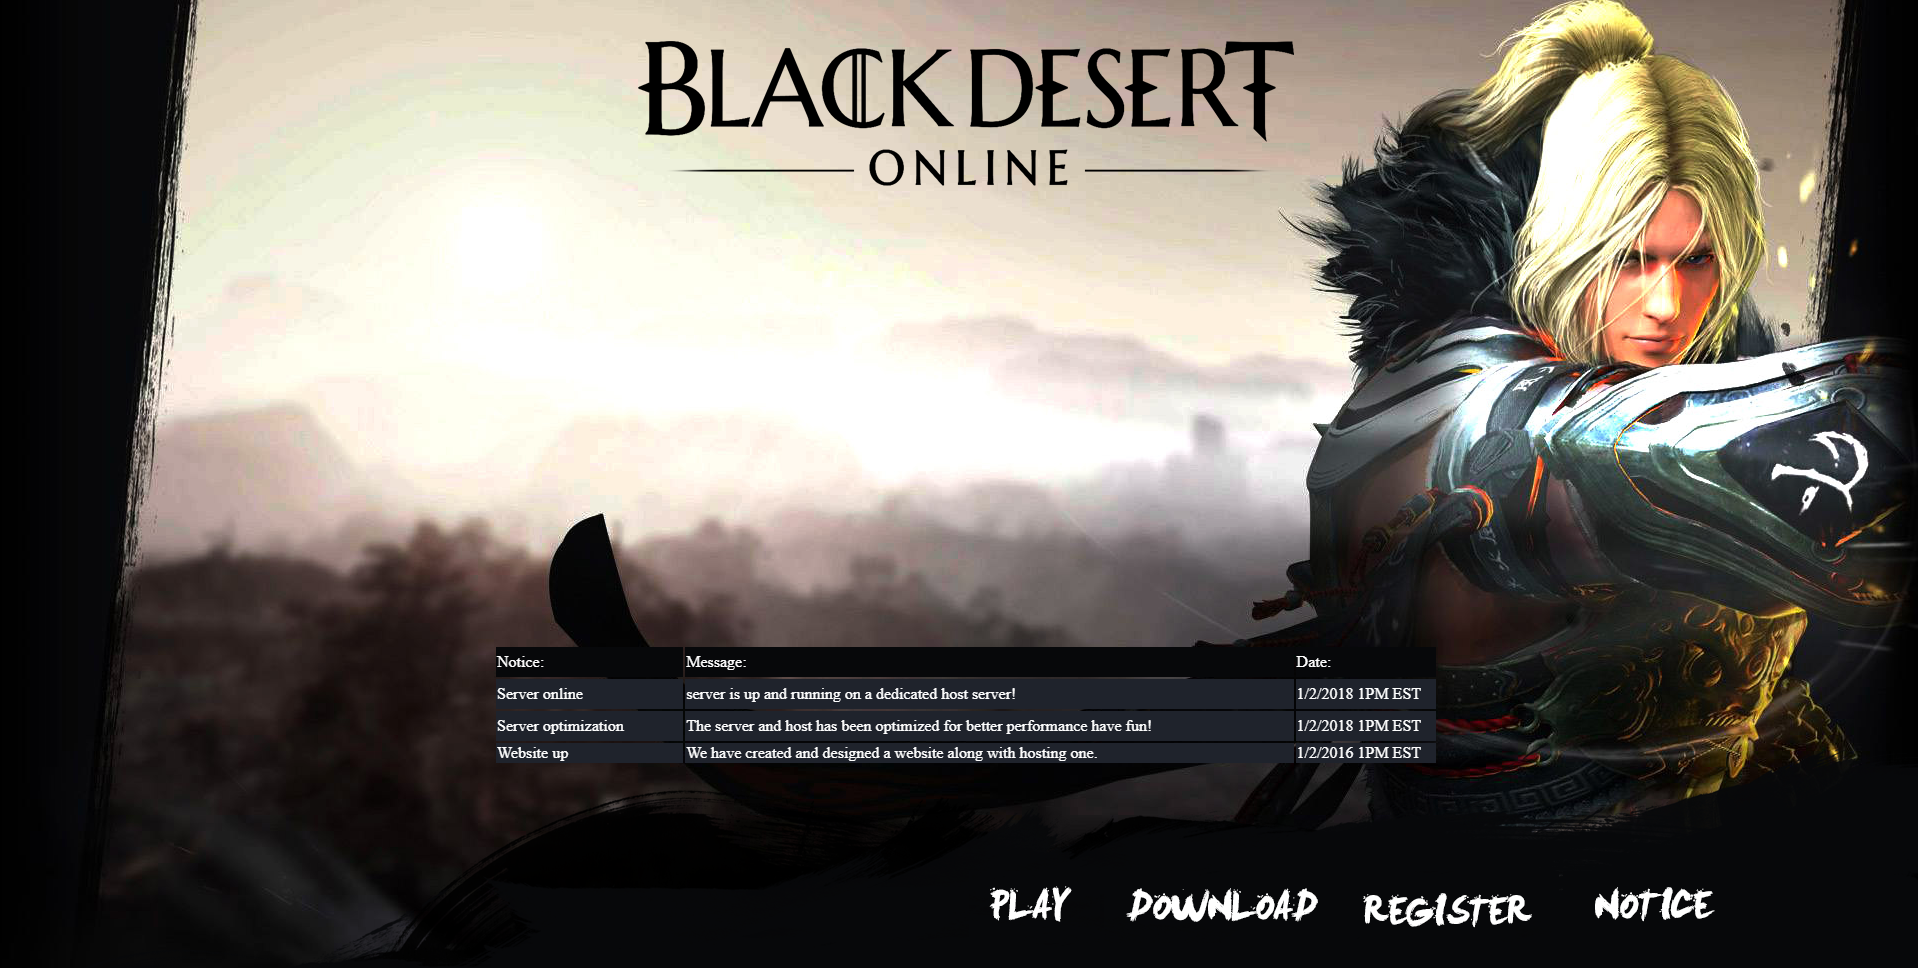 BLACK DESERT
ONLINE
Notice: Message: Date:
Server online server is up and running on a dedicated host server! 1/2/2018 1PM EST
Server optimization The server and host has been optimized for better performance have fun! 1/2/2018 1PM EST
Website up We have created and designed a website along with hosting one. 1/2/2016 1PM EST
PLAY DOWNLOAD REGISTER NOTICE